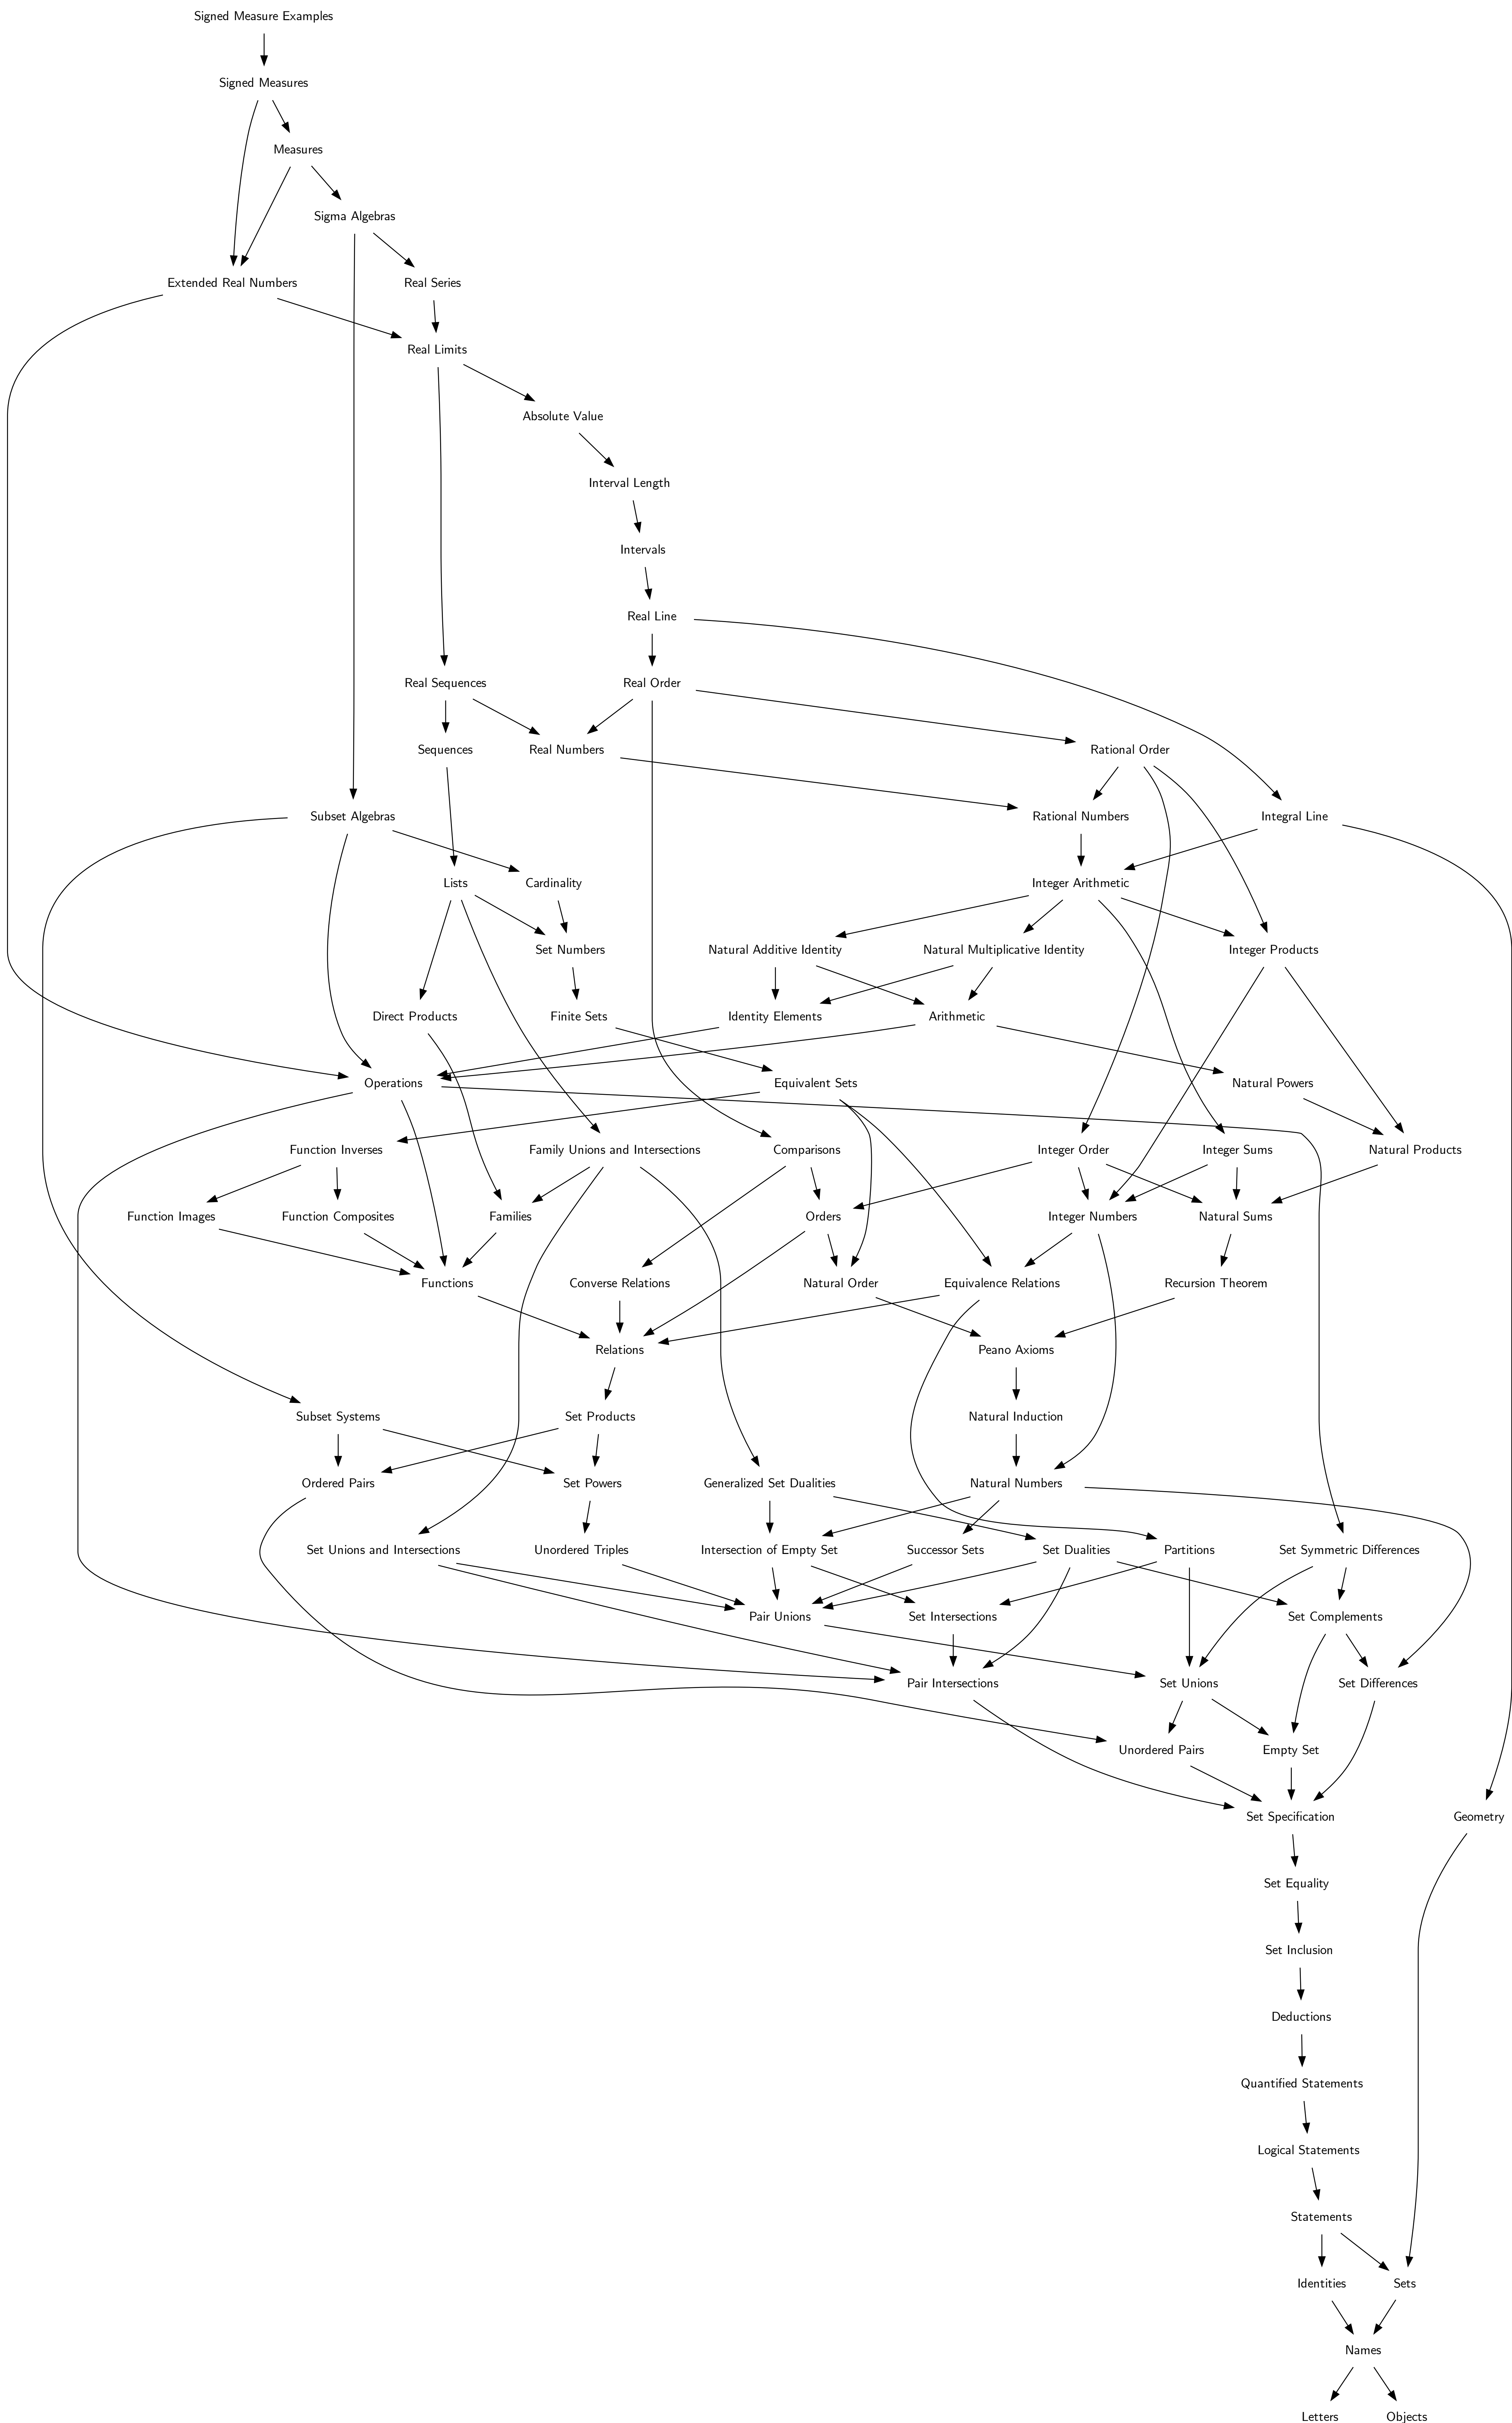 Signed Measure Examples
Signed Measures
Measures
Sigma Algebras
Extended Real Numbers
Real Series
Real Limits
Absolute Value
Interval Length
Intervals
Real Line
Real Sequences
Real Order
Sequences
Real Numbers
Rational Order
Subset Algebras
Rational Numbers
Integral Line
Lists
Cardinality
Integer Arithmetic
Set Numbers
Natural Additive Identity
Natural Multiplicative Identity
Integer Products
Direct Products
Finite Sets
Identity Elements
Arithmetic
Operations
Equivalent Sets
Natural Powers
Function Inverses
Family Unions and Intersections
Comparisons
Integer Order
Integer Sums
Natural Products
Function Images
Function Composites
Families
Orders
Integer Numbers
Natural Sums
Functions
Converse Relations
Natural Order
Equivalence Relations
Recursion Theorem
Relations
Peano Axioms
Subset Systems
Set Products
Natural Induction
Ordered Pairs
Set Powers
Generalized Set Dualities
Natural Numbers
Set Unions and Intersections
Unordered Triples
Intersection of Empty Set
Successor Sets
Set Dualities
Partitions
Set Symmetric Differences
Pair Unions
Set Intersections
Set Complements
Pair Intersections
Set Unions
Set Differences
Unordered Pairs
Empty Set
Set Specification
Geometry
Set Equality
Set Inclusion
Deductions
Quantified Statements
Logical Statements
Statements
Identities
Sets
Names
Letters
Objects